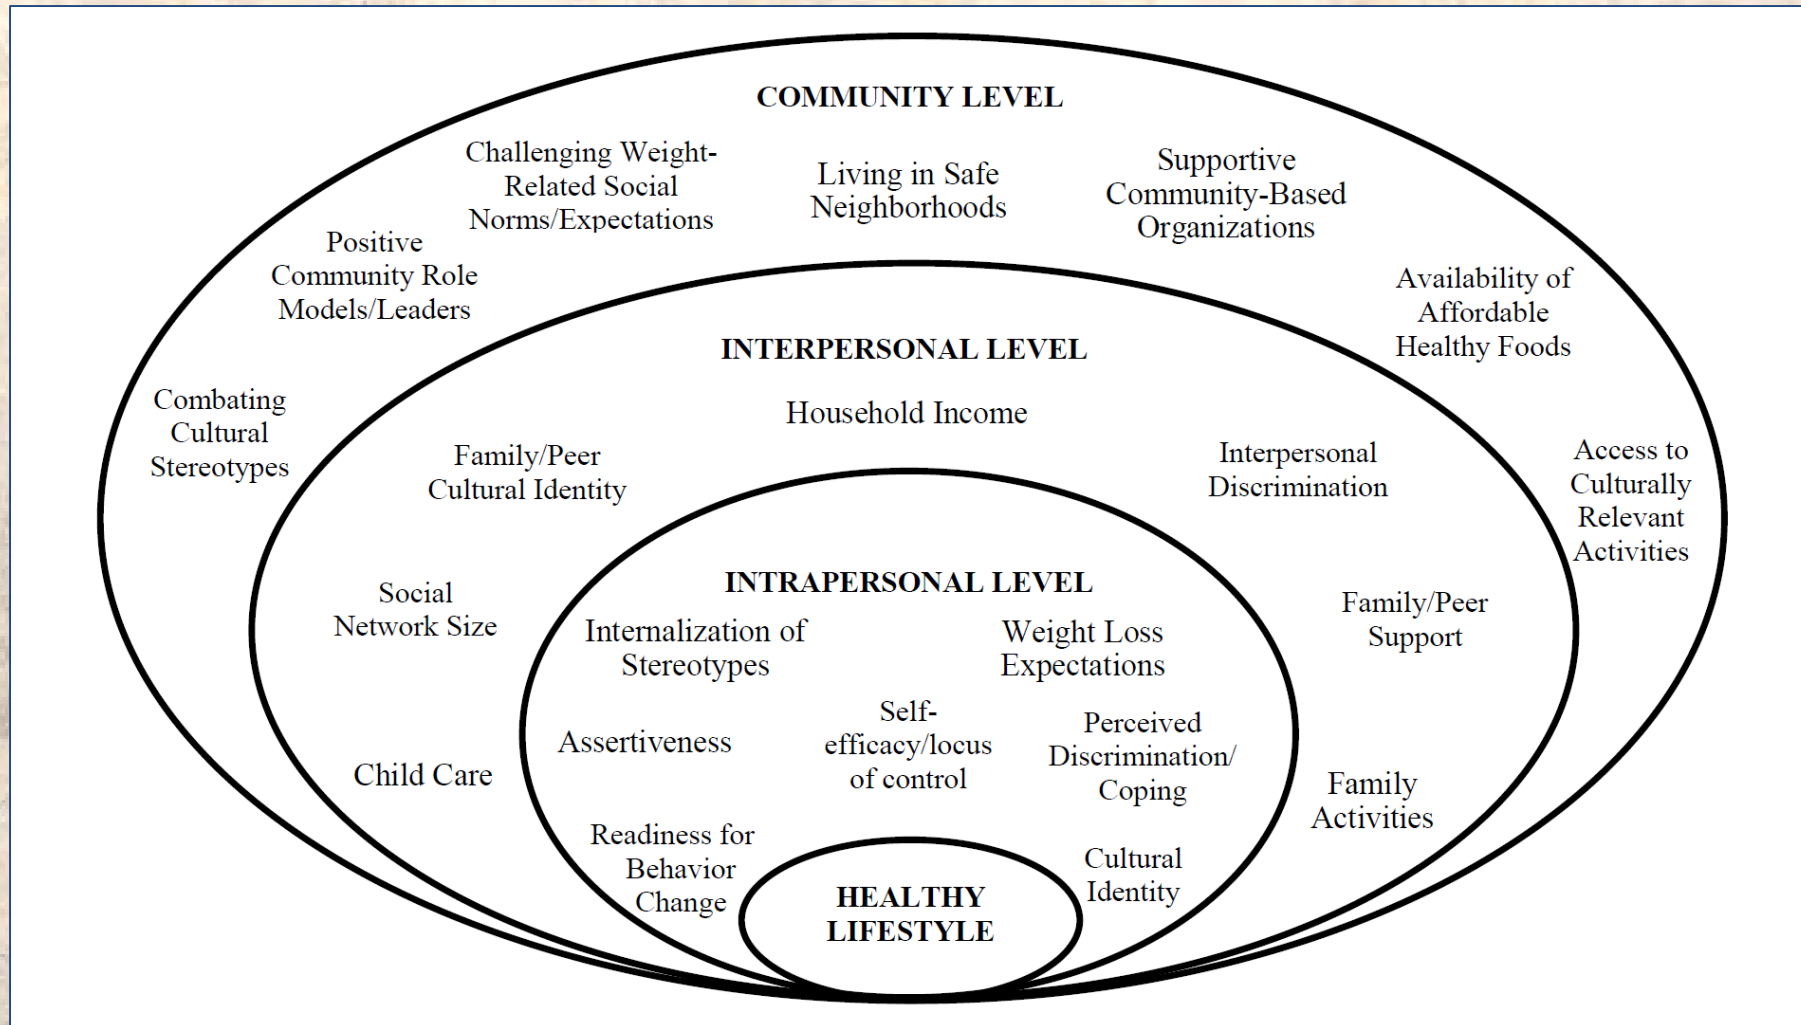 COMMUNITY LEVEL
Challenging Weight-
Related Social
Norms/Expectations
Living in Safe
Neighborhoods
Supportive
Community-Based
Organizations
Positive
Community Role
Models/Leaders
Availability of
Affordable
Healthy Foods
Combating
Cultural
Stereotypes
Access to
Culturally
Relevant
Activities
INTERPERSONAL LEVEL
Household Income
Family/Peer
Cultural Identity
Interpersonal
Discrimination
Social
Network Size
Family/Peer
Support
Child Care
Family
Activities
INTRAPERSONAL LEVEL
Internalization of
Stereotypes
Weight Loss
Expectations
Assertiveness
Self-
efficacy/locus
of control
Perceived
Discrimination/
Coping
Readiness for
Behavior
Change
Cultural
Identity
HEALTHY
LIFESTYLE